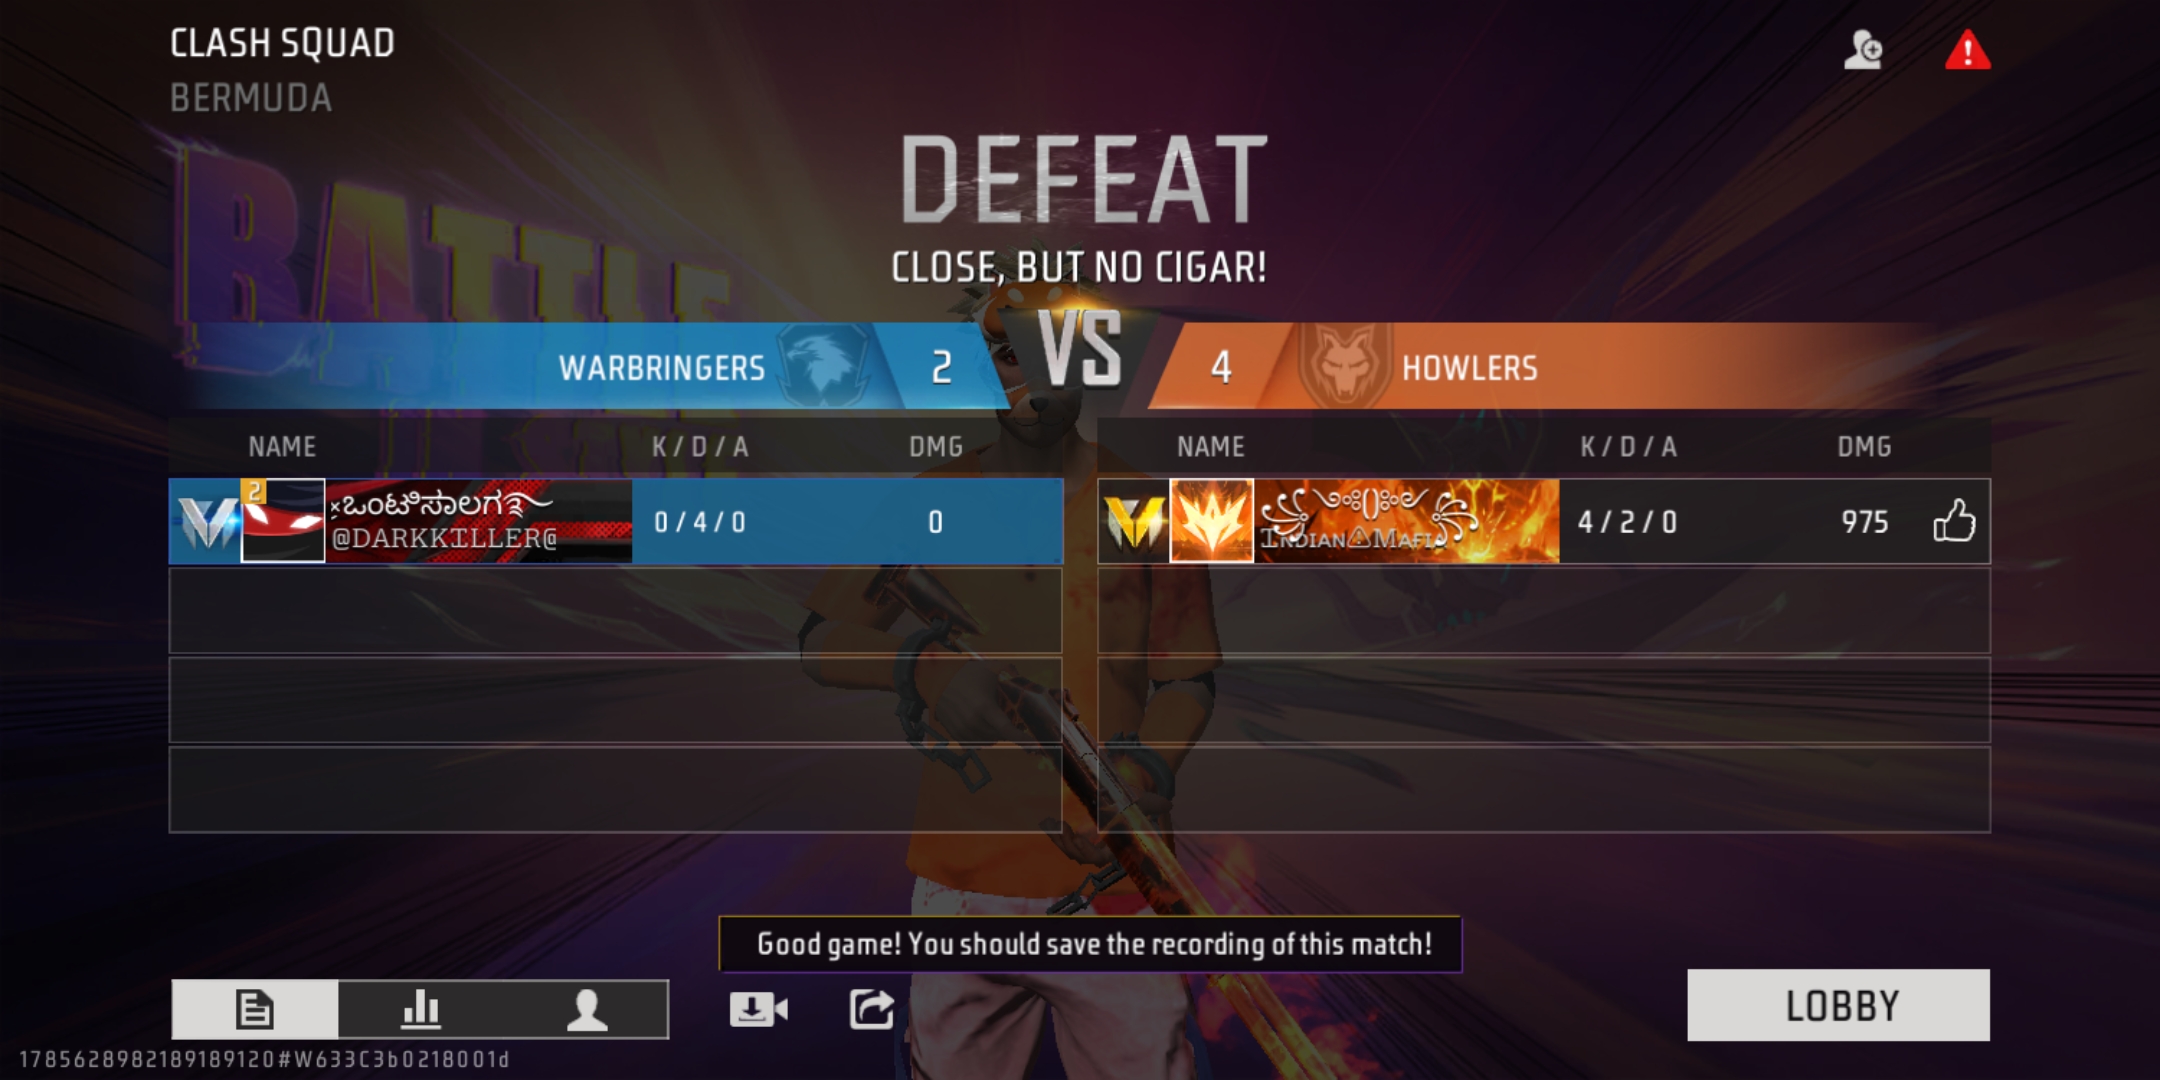 CLASH SQUAD
BERMUDA
DEFEAT
CLOSE, BUT NO CIGAR!
WARBRINGERS 2 VS 4 HOWLERS
NAME K / D / A DMG NAME K / D / A DMG
2 ಒಂಟಿಸಾಲಗ 0 / 4 / 0 0 4 / 2 / 0 975
@DARKKILLER@ INDIAN⚠MAFIA
Good game! You should save the recording of this match!
LOBBY
1785628982189189120#W633C3b0218001d